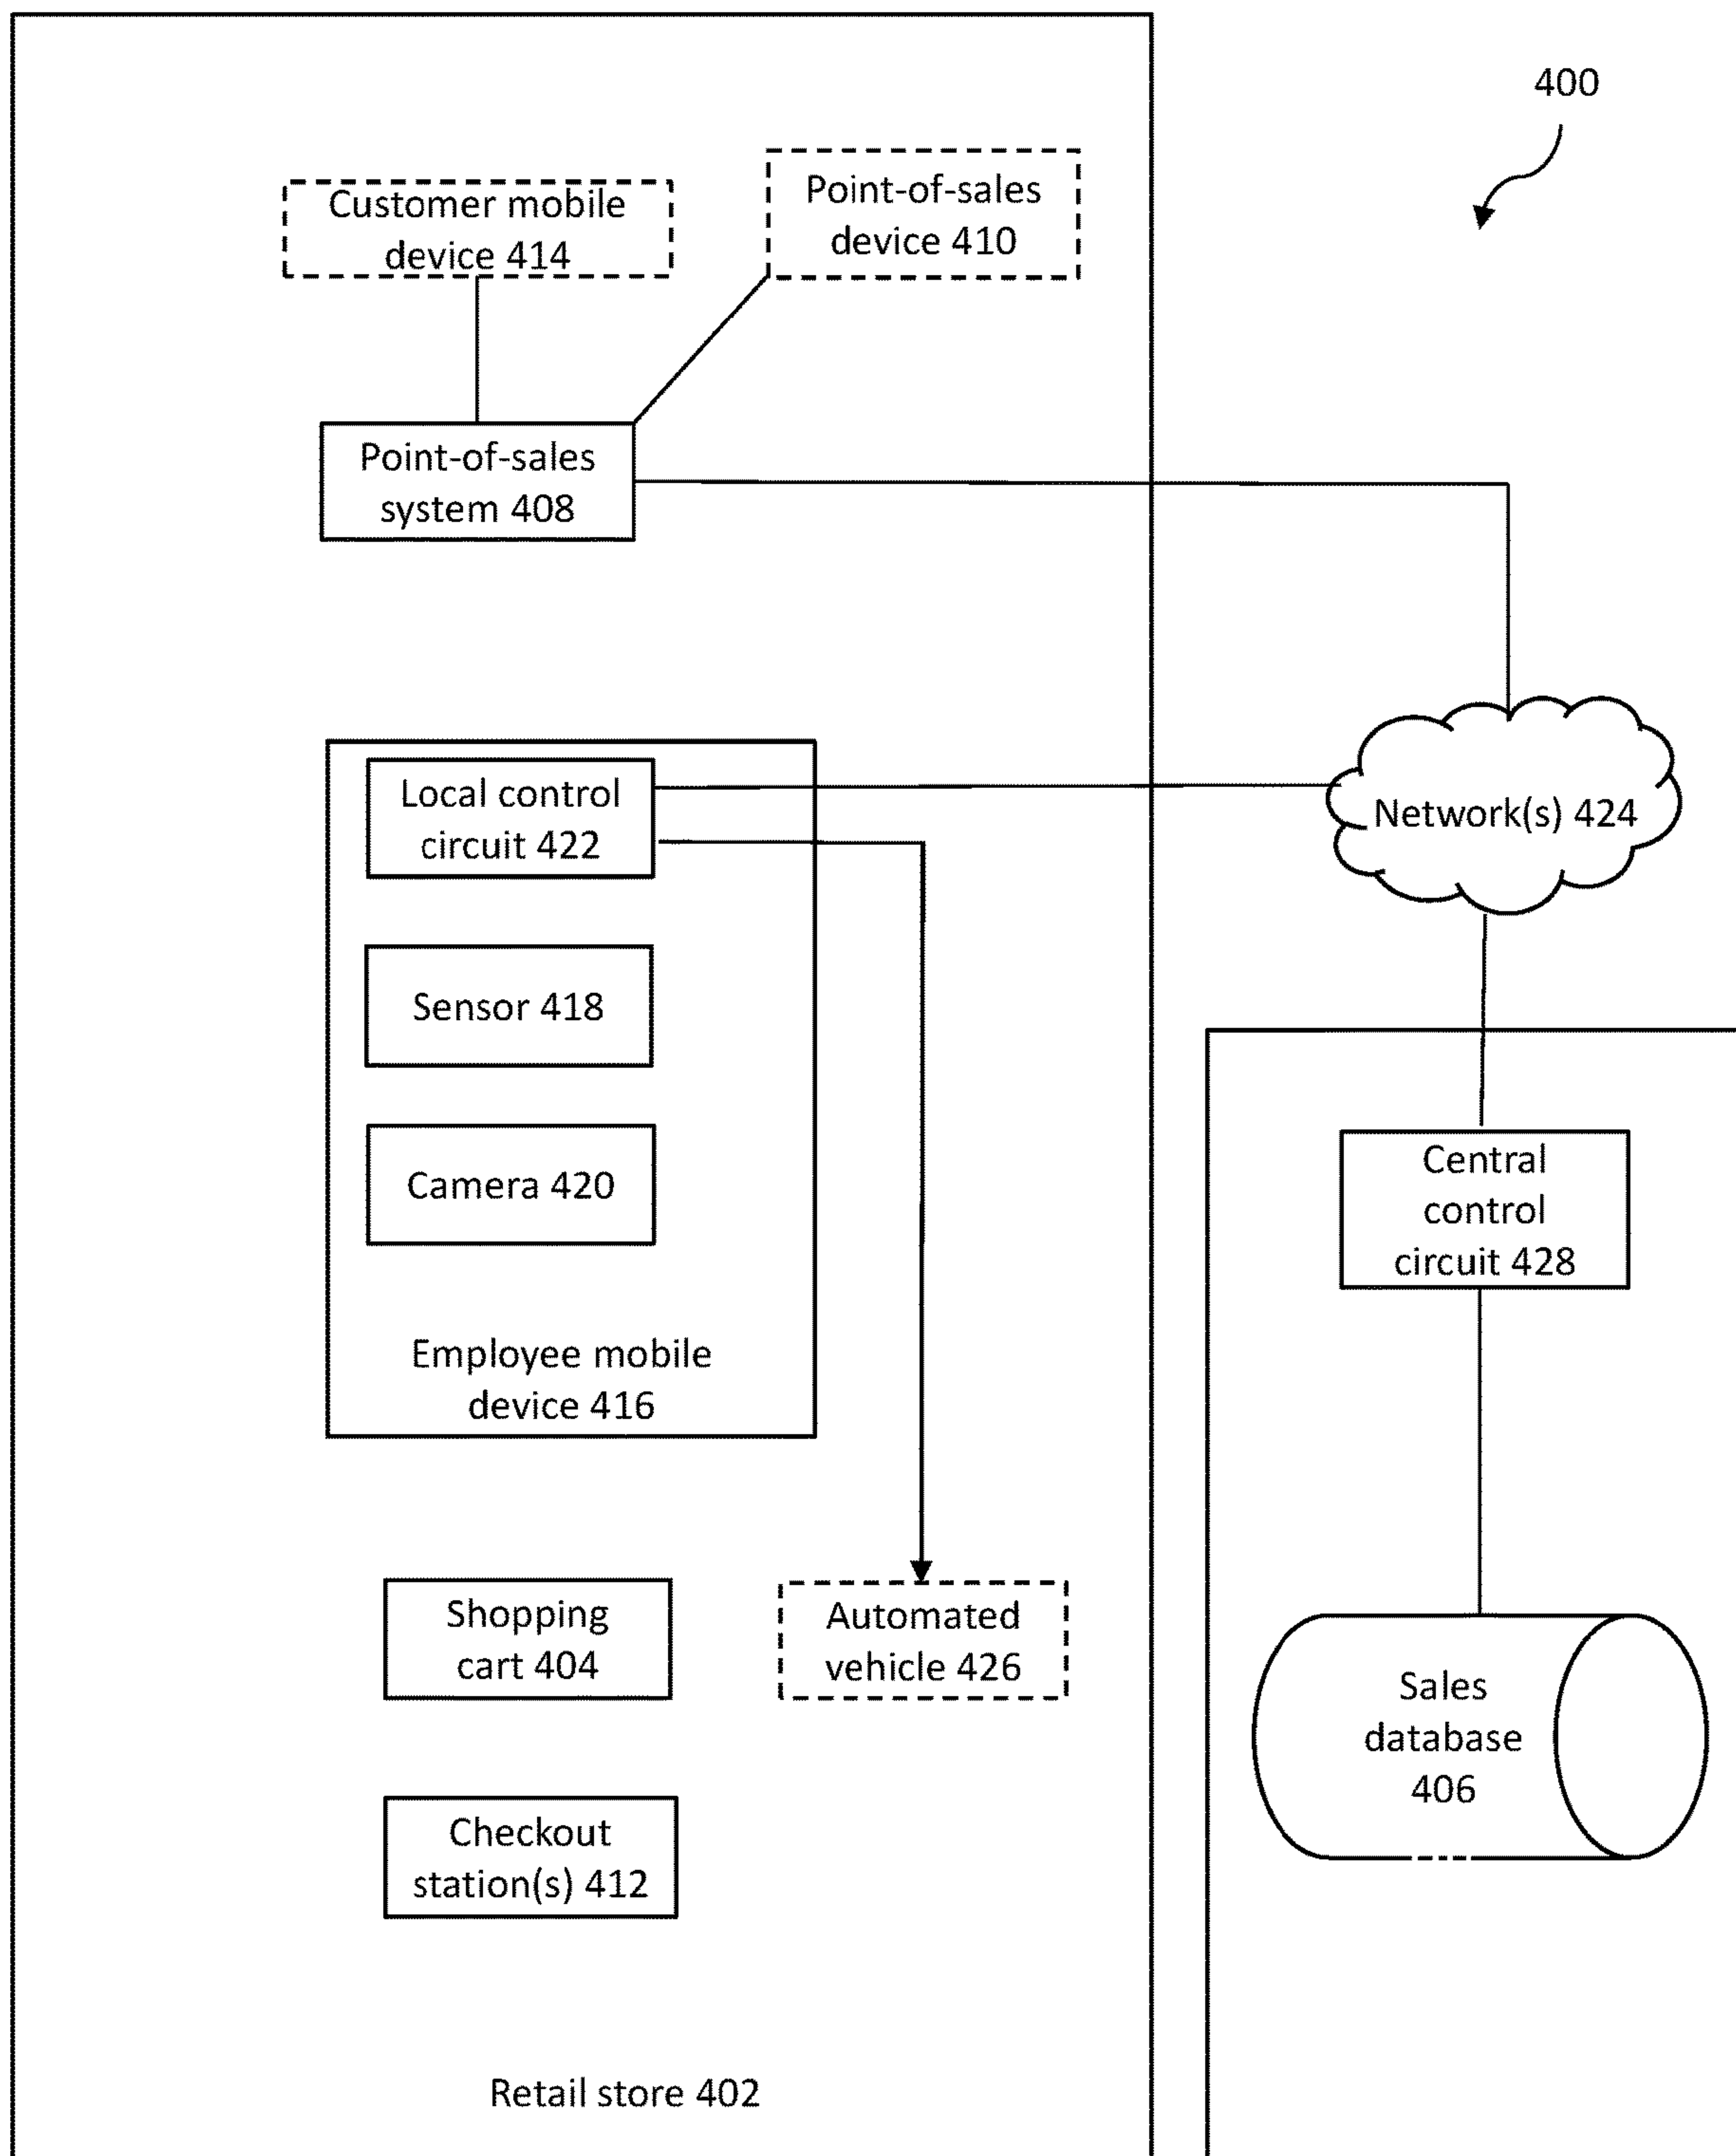 400
Customer mobile
device 414
Point-of-sales
device 410
Point-of-sales
system 408
Local control
circuit 422
Network(s) 424
Sensor 418
Camera 420
Central
control
circuit 428
Employee mobile
device 416
Shopping
cart 404
Automated
vehicle 426
Sales
database
406
Checkout
station(s) 412
Retail store 402